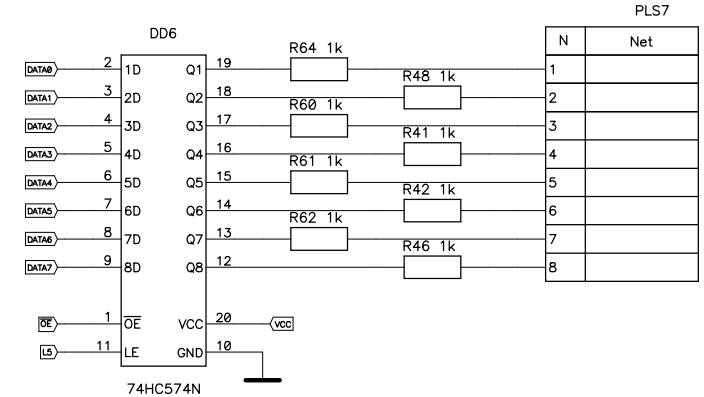 PLS7
DD6
N Net
R64 1k
DATA0 2 1D Q1 19 1
R48 1k
DATA1 3 2D Q2 18 2
R60 1k
DATA2 4 3D Q3 17 3
R41 1k
DATA3 5 4D Q4 16 4
R61 1k
DATA4 6 5D Q5 15 5
R42 1k
DATA5 7 6D Q6 14 6
R62 1k
DATA6 8 7D Q7 13 7
R46 1k
DATA7 9 8D Q8 12 8
OE 1 OE VCC 20 VCC
L5 11 LE GND 10
74HC574N